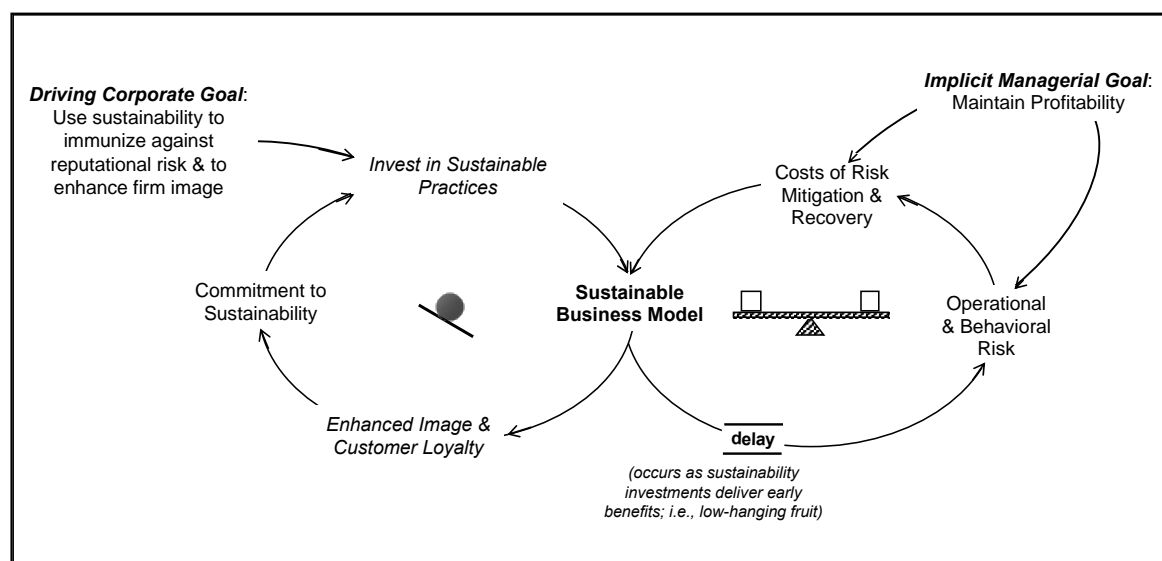 Driving Corporate Goal:
Use sustainability to
immunize against
reputational risk & to
enhance firm image
Implicit Managerial Goal:
Maintain Profitability
Invest in Sustainable
Practices
Costs of Risk
Mitigation &
Recovery
Commitment to
Sustainability
Sustainable
Business Model
Operational
& Behavioral
Risk
Enhanced Image &
Customer Loyalty
delay
(occurs as sustainability
investments deliver early
benefits; i.e., low-hanging fruit)